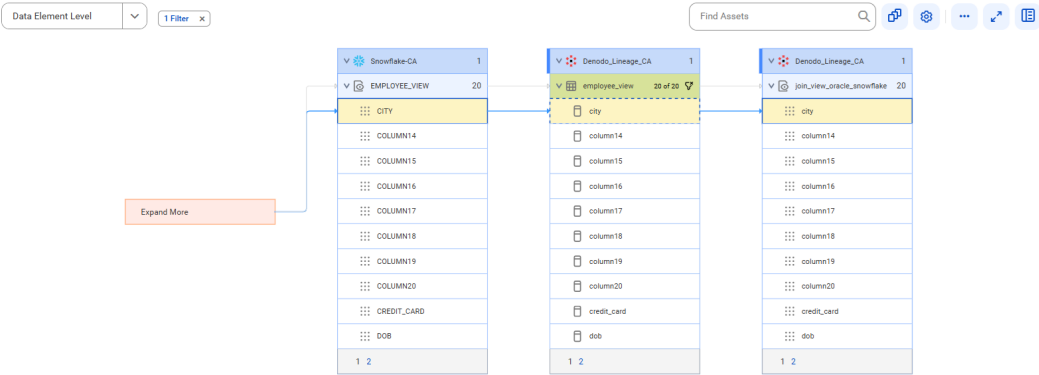 Data Element Level
1 Filter x
Find Assets
Snowflake-CA 1
EMPLOYEE_VIEW 20
CITY
COLUMN14
COLUMN15
COLUMN16
COLUMN17
COLUMN18
COLUMN19
COLUMN20
CREDIT_CARD
DOB
1 2
Expand More
Denodo_Lineage_CA 1
employee_view 20 of 20
city
column14
column15
column16
column17
column18
column19
column20
credit_card
dob
1 2
Denodo_Lineage_CA 1
join_view_oracle_snowflake 20
city
column14
column15
column16
column17
column18
column19
column20
credit_card
dob
1 2